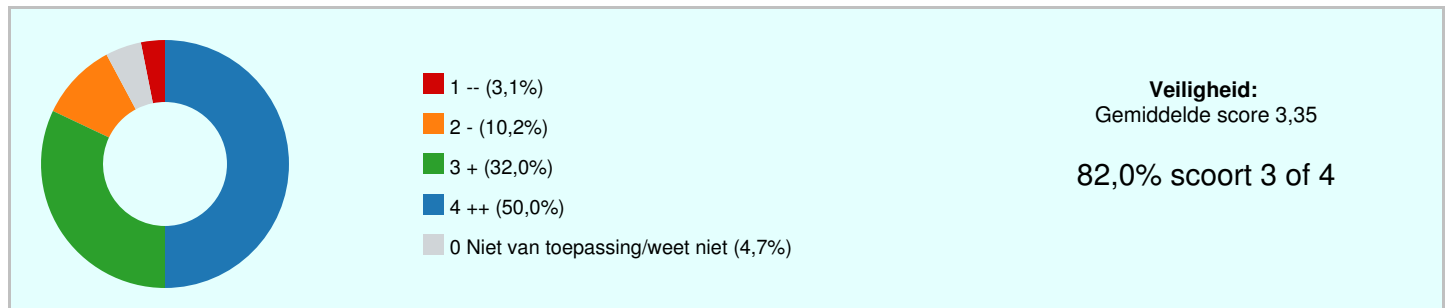 1 -- (3,1%)
2 - (10,2%)
3 + (32,0%)
4 ++ (50,0%)
0 Niet van toepassing/weet niet (4,7%)
Veiligheid:
Gemiddelde score 3,35
82,0% scoort 3 of 4